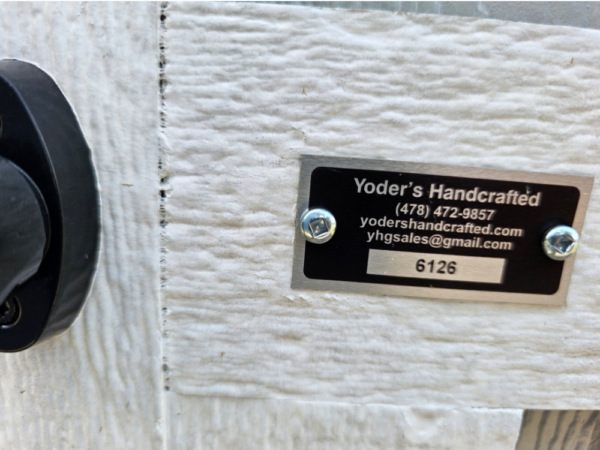 Yoder's Handcrafted
(478) 472-9857
yodershandcrafted.com
yhgsales@gmail.com
6126